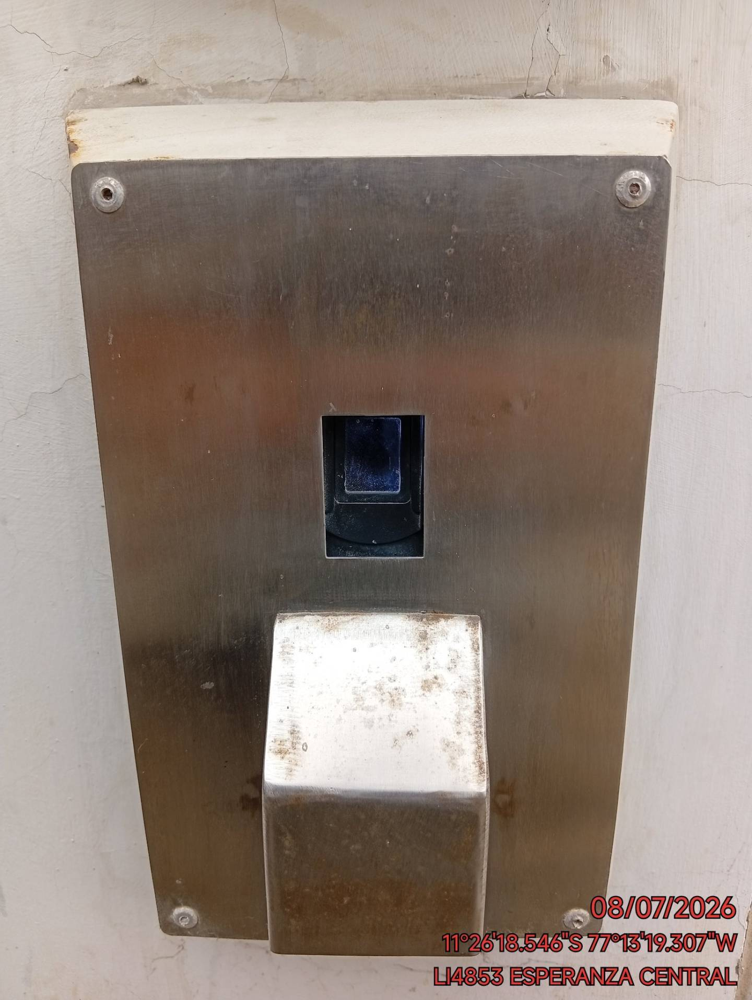 08/07/2026
11°26'18.546"S 77°13'19.307"W
LI4853 ESPERANZA CENTRAL